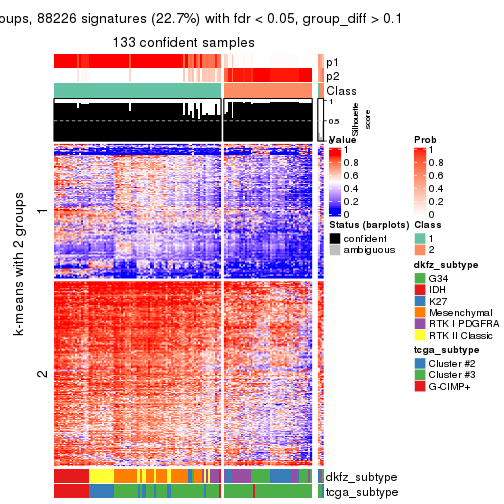 oups, 88226 signatures (22.7%) with fdr < 0.05, group_diff > 0.1
133 confident samples
p1
p2
Class
1
0.5
0
Silhouette
score
k-means with 2 groups
1
2
Value
1
0.8
0.6
0.4
0.2
0
Prob
1
0.8
0.6
0.4
0.2
0
Status (barplots)
confident
ambiguous
Class
1
2
dkfz_subtype
G34
IDH
K27
Mesenchymal
RTK I PDGFRA
RTK II Classic
tcga_subtype
Cluster #2
Cluster #3
G-CIMP+
dkfz_subtype
tcga_subtype